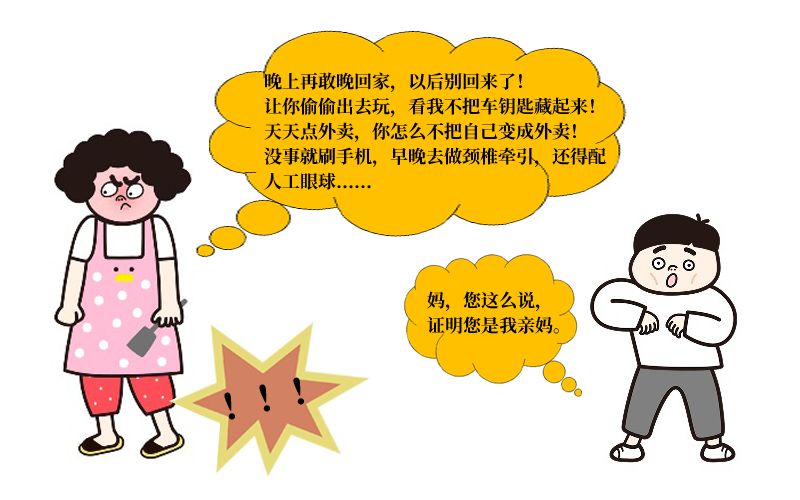 晚上再敢晚回家，以后别回来了！
让你偷偷出去玩，看我不把车钥匙藏起来！
天天点外卖，你怎么不把自己变成外卖！
没事就刷手机，早晚去做颈椎牵引，还得配
人工眼球……
妈，您这么说，
证明您是我亲妈。
！！！